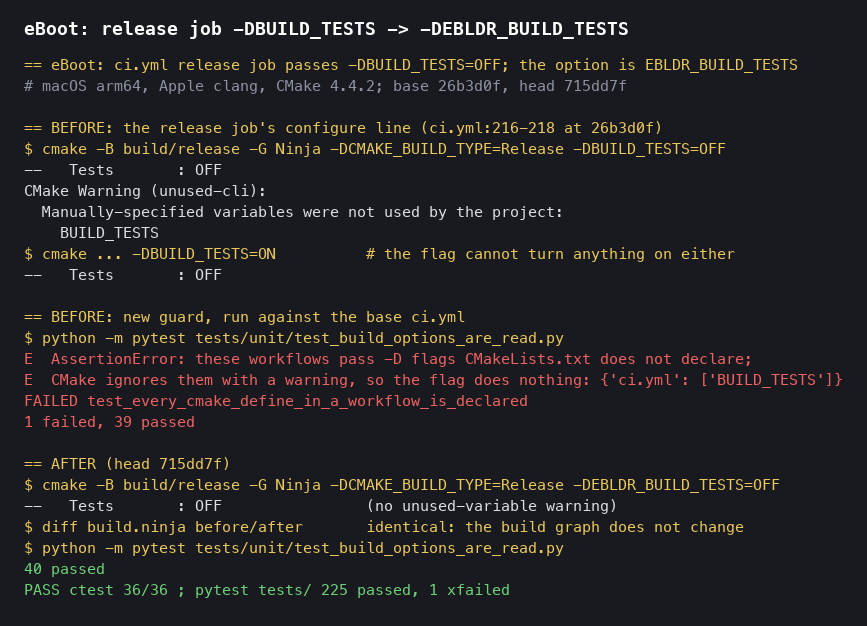 eBoot: release job -DBUILD_TESTS -> -DEBLDR_BUILD_TESTS
== eBoot: ci.yml release job passes -DBUILD_TESTS=OFF; the option is EBLDR_BUILD_TESTS
# macOS arm64, Apple clang, CMake 4.4.2; base 26b3d0f, head 715dd7f
== BEFORE: the release job's configure line (ci.yml:216-218 at 26b3d0f)
$ cmake -B build/release -G Ninja -DCMAKE_BUILD_TYPE=Release -DBUILD_TESTS=OFF
--   Tests       : OFF
CMake Warning (unused-cli):
  Manually-specified variables were not used by the project:
    BUILD_TESTS
$ cmake ... -DBUILD_TESTS=ON          # the flag cannot turn anything on either
--   Tests       : OFF
== BEFORE: new guard, run against the base ci.yml
$ python -m pytest tests/unit/test_build_options_are_read.py
E  AssertionError: these workflows pass -D flags CMakeLists.txt does not declare;
E  CMake ignores them with a warning, so the flag does nothing: {'ci.yml': ['BUILD_TESTS']}
FAILED test_every_cmake_define_in_a_workflow_is_declared
1 failed, 39 passed
== AFTER (head 715dd7f)
$ cmake -B build/release -G Ninja -DCMAKE_BUILD_TYPE=Release -DEBLDR_BUILD_TESTS=OFF
--   Tests       : OFF                (no unused-variable warning)
$ diff build.ninja before/after       identical: the build graph does not change
$ python -m pytest tests/unit/test_build_options_are_read.py
40 passed
PASS ctest 36/36 ; pytest tests/ 225 passed, 1 xfailed